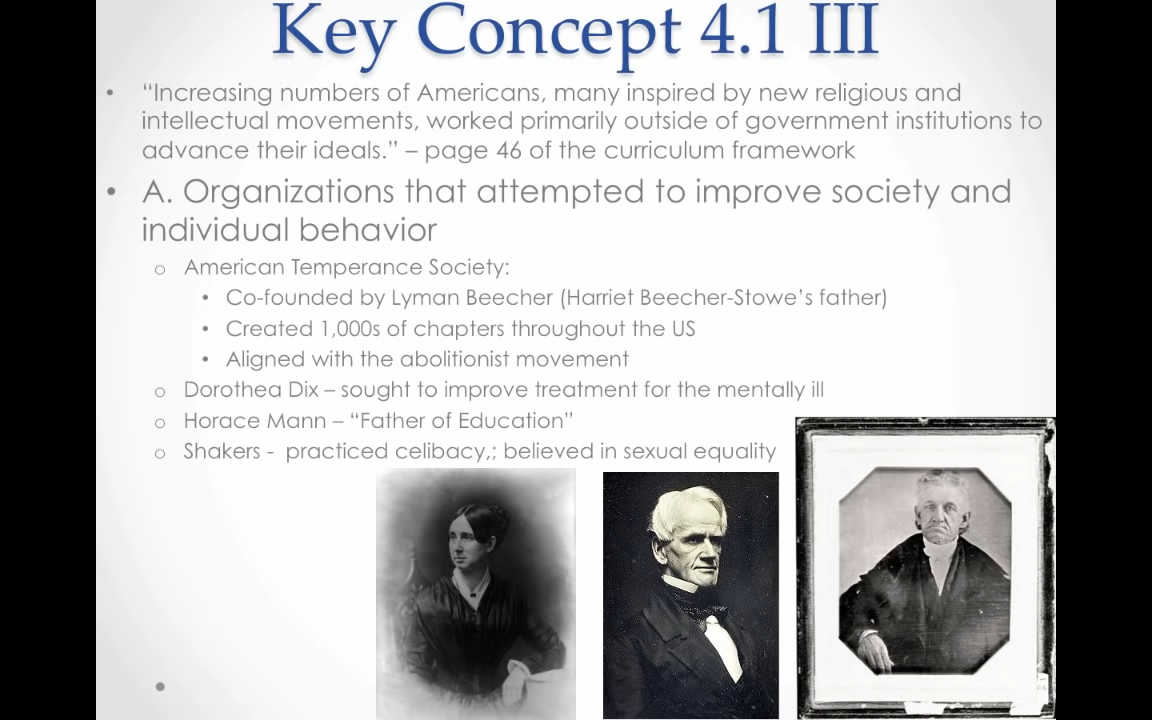 Key Concept 4.1 III
• “Increasing numbers of Americans, many inspired by new religious and
intellectual movements, worked primarily outside of government institutions to
advance their ideals.” – page 46 of the curriculum framework
• A. Organizations that attempted to improve society and
individual behavior
o American Temperance Society:
• Co-founded by Lyman Beecher (Harriet Beecher-Stowe’s father)
• Created 1,000s of chapters throughout the US
• Aligned with the abolitionist movement
o Dorothea Dix – sought to improve treatment for the mentally ill
o Horace Mann – “Father of Education”
o Shakers - practiced celibacy,; believed in sexual equality
•